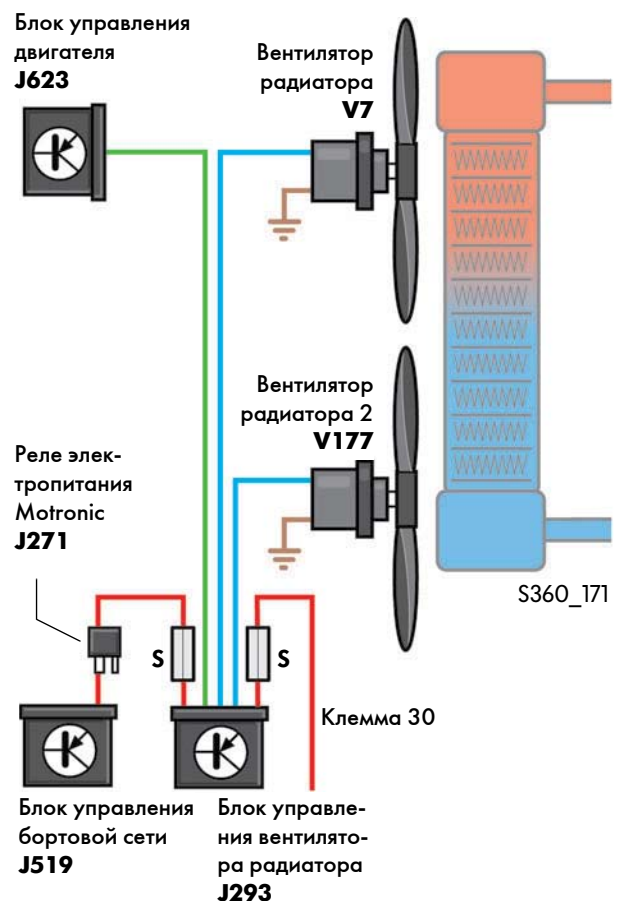 Блок управления
двигателя
J623
Вентилятор
радиатора
V7
Вентилятор
радиатора 2
V177
Реле элек-
тропитания
Motronic
J271
S360_171
S
S
Клемма 30
Блок управления
бортовой сети
J519
Блок управле-
ния вентилято-
ра радиатора
J293